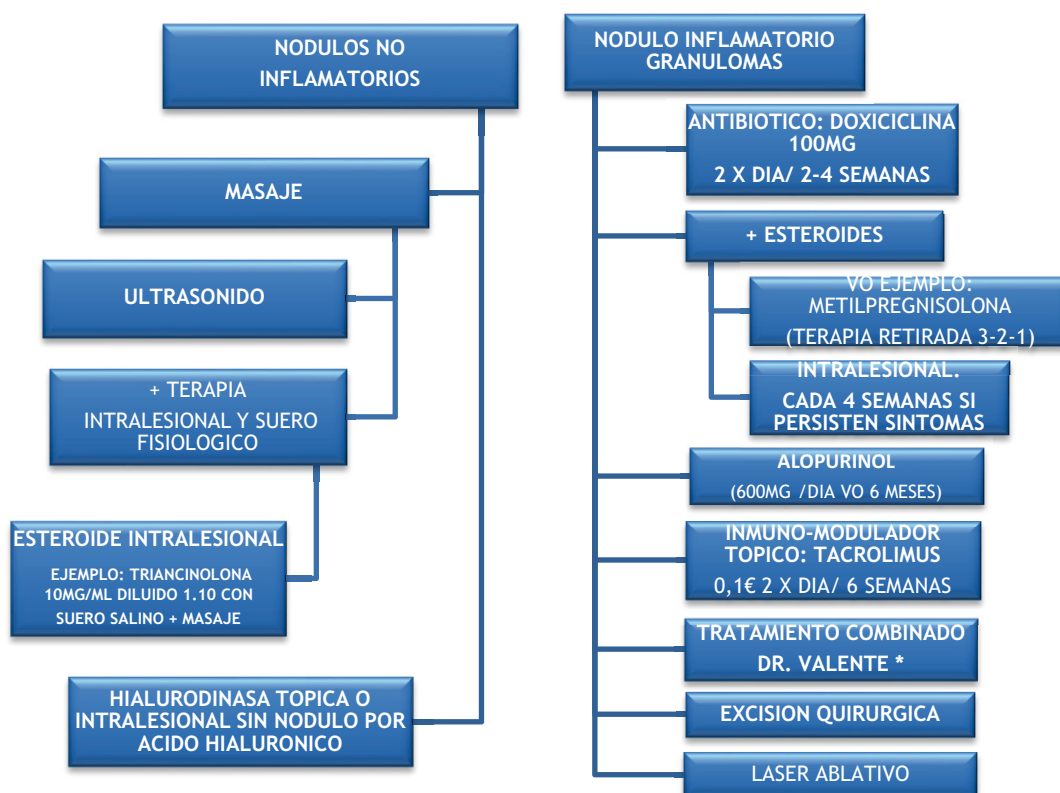 NODULOS NO
INFLAMATORIOS
MASAJE
ULTRASONIDO
+ TERAPIA
INTRALESIONAL Y SUERO
FISIOLOGICO
ESTEROIDE INTRALESIONAL
EJEMPLO: TRIANCINOLONA
10MG/ML DILUIDO 1.10 CON
SUERO SALINO + MASAJE
HIALURODINASA TOPICA O
INTRALESIONAL SIN NODULO POR
ACIDO HIALURONICO
NODULO INFLAMATORIO
GRANULOMAS
ANTIBIOTICO: DOXICICLINA
100MG
2 X DIA/ 2-4 SEMANAS
+ ESTEROIDES
VO EJEMPLO:
METILPREGNISOLONA
(TERAPIA RETIRADA 3-2-1)
INTRALESIONAL.
CADA 4 SEMANAS SI
PERSISTEN SINTOMAS
ALOPURINOL
(600MG /DIA VO 6 MESES)
INMUNO-MODULADOR
TOPICO: TACROLIMUS
0,1€ 2 X DIA/ 6 SEMANAS
TRATAMIENTO COMBINADO
DR. VALENTE *
EXCISION QUIRURGICA
LASER ABLATIVO